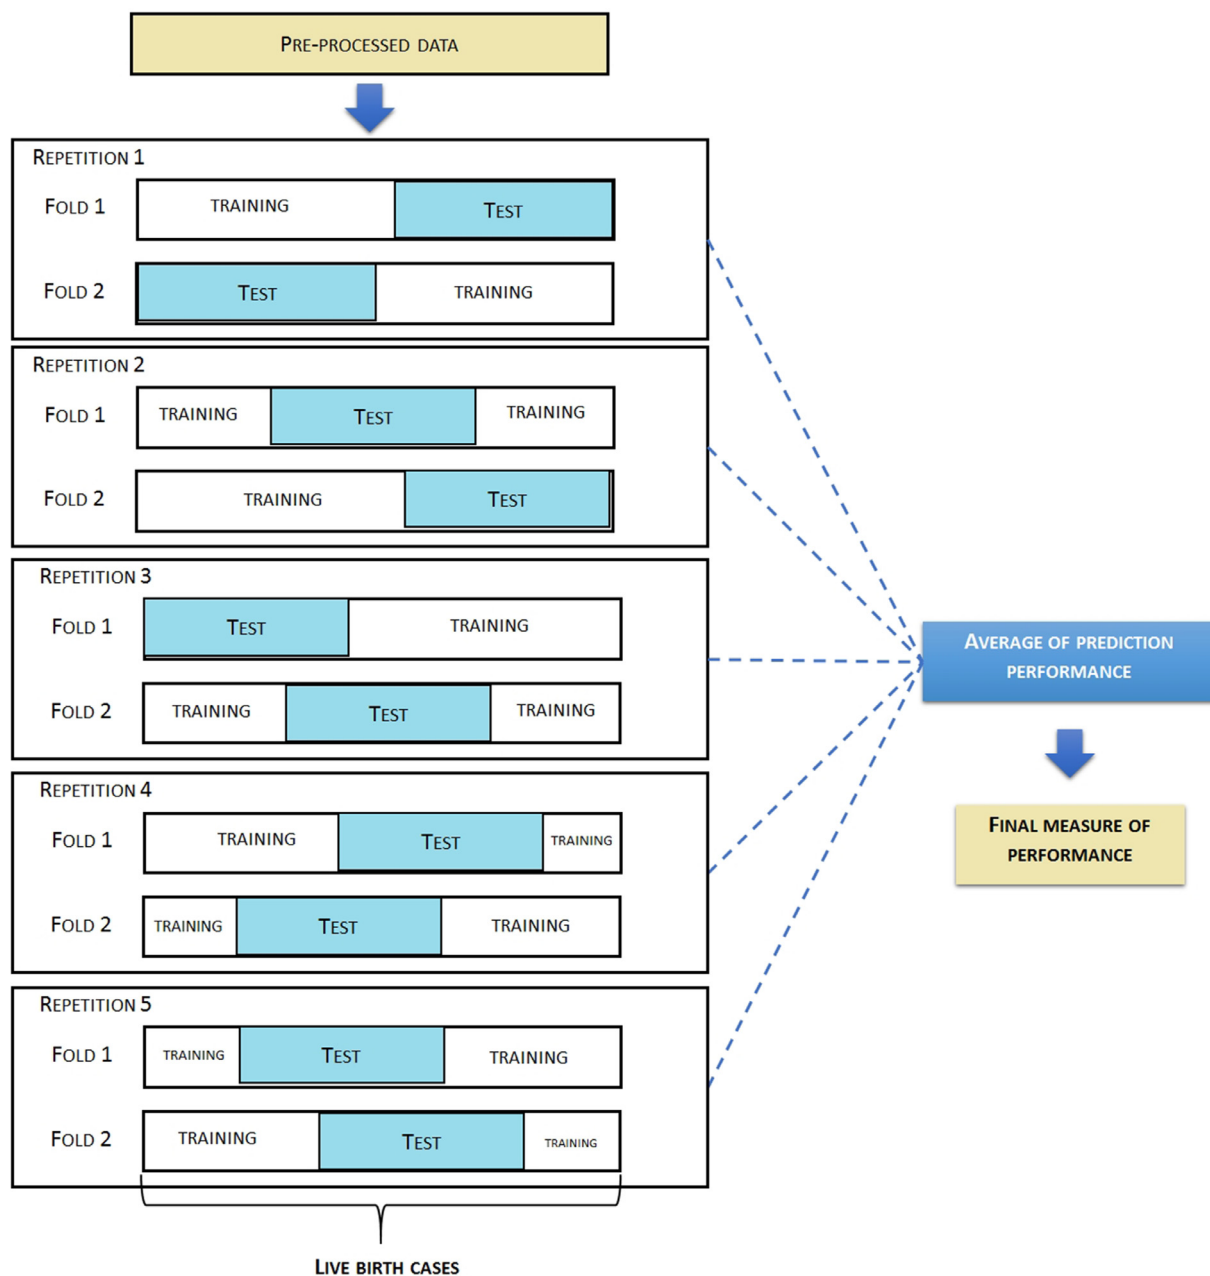 Pre-processed data
Repetition 1
Fold 1 training Test
Fold 2 Test training
Repetition 2
Fold 1 training Test training
Fold 2 training Test
Repetition 3
Fold 1 Test training
Fold 2 training Test training
Repetition 4
Fold 1 training Test training
Fold 2 training Test training
Repetition 5
Fold 1 training Test training
Fold 2 training Test training
Live birth cases
Average of prediction
performance
Final measure of
performance